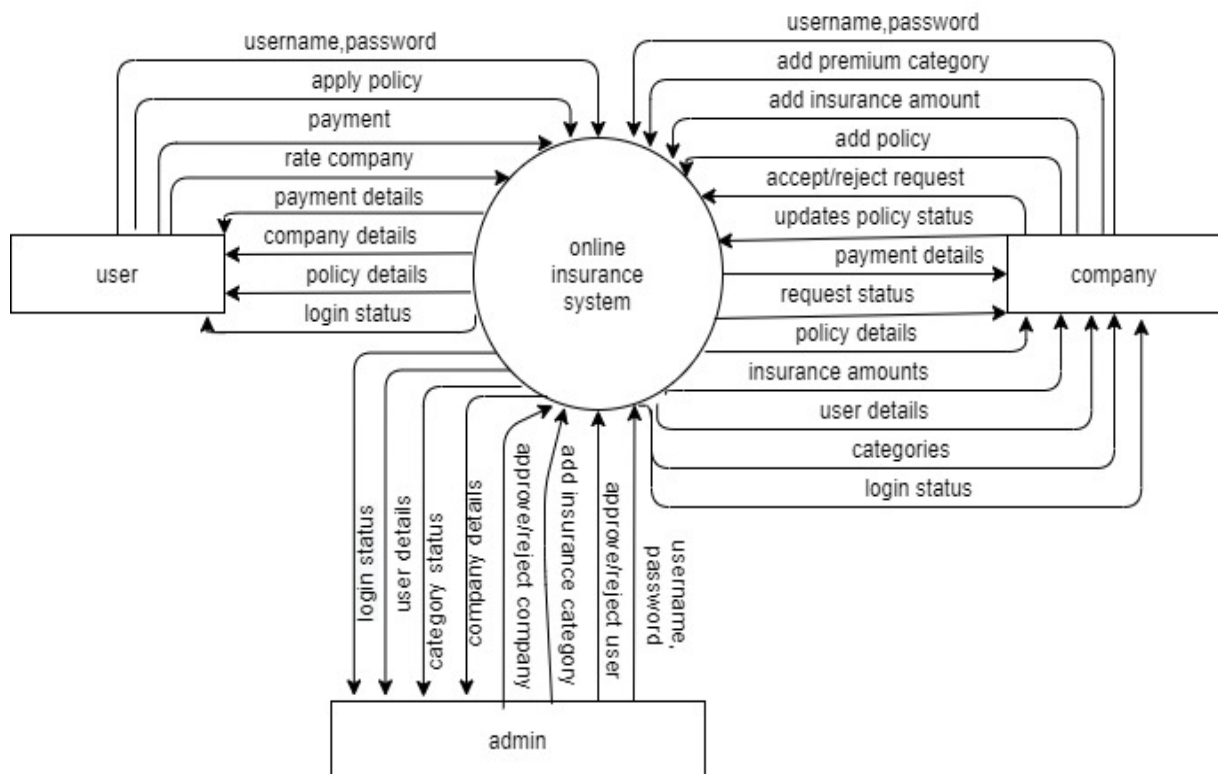 username,password
apply policy
payment
rate company
payment details
company details
policy details
login status
user
online
insurance
system
username,password
add premium category
add insurance amount
add policy
accept/reject request
updates policy status
payment details
request status
policy details
insurance amounts
user details
categories
login status
company
login status
user details
category status
company details
approve/reject company
add insurance category
approve/reject user
username,
password
admin